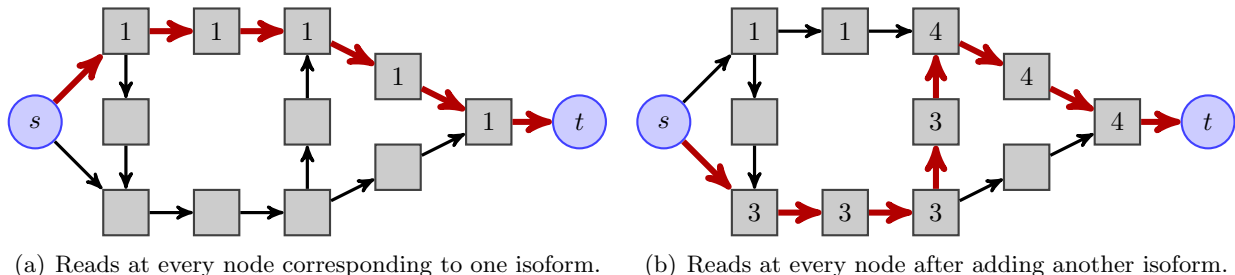 1 1 1 1 1 4
1 4
s 1 t s 3 4 t
3 3 3
(a) Reads at every node corresponding to one isoform. (b) Reads at every node after adding another isoform.